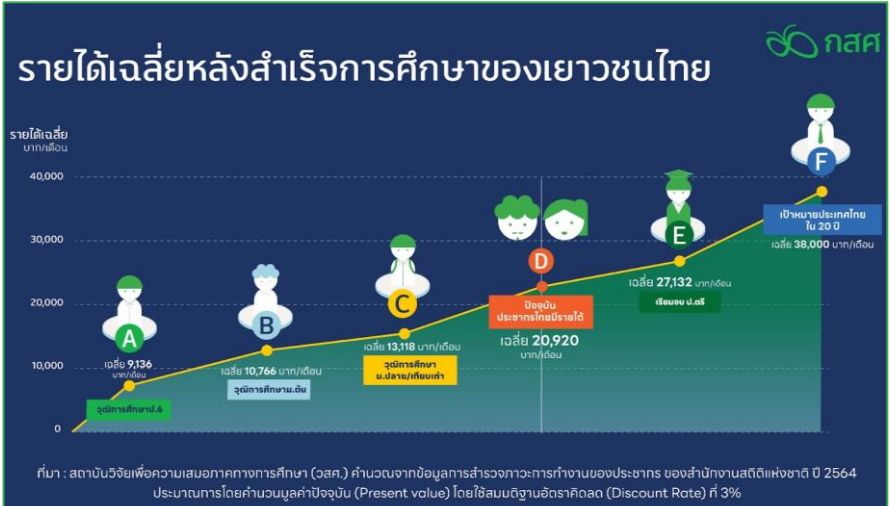 กสศ
รายได้เฉลี่ยหลังสำเร็จการศึกษาของเยาวชนไทย
รายได้เฉลี่ย
บาท/เดือน
40,000
30,000
20,000
10,000
0
A
เฉลี่ย 9,136
บาท/เดือน
วุฒิการศึกษาป.6
B
เฉลี่ย 10,766 บาท/เดือน
วุฒิการศึกษาม.ต้น
C
เฉลี่ย 13,118 บาท/เดือน
วุฒิการศึกษา
ม.ปลาย/เทียบเท่า
D
ปัจจุบัน
ประชากรไทยมีรายได้
เฉลี่ย 20,920
บาท/เดือน
E
เฉลี่ย 27,132 บาท/เดือน
เรียนจบ ป.ตรี
F
เป้าหมายประเทศไทย
ใน 20 ปี
เฉลี่ย 38,000 บาท/เดือน
ที่มา : สถาบันวิจัยเพื่อความเสมอภาคทางการศึกษา (วสศ.) คำนวณจากข้อมูลการสำรวจภาวะการทำงานของประชากร ของสำนักงานสถิติแห่งชาติ ปี 2564
ประมาณการโดยคำนวณมูลค่าปัจจุบัน (Present value) โดยใช้สมมติฐานอัตราคิดลด (Discount Rate) ที่ 3%